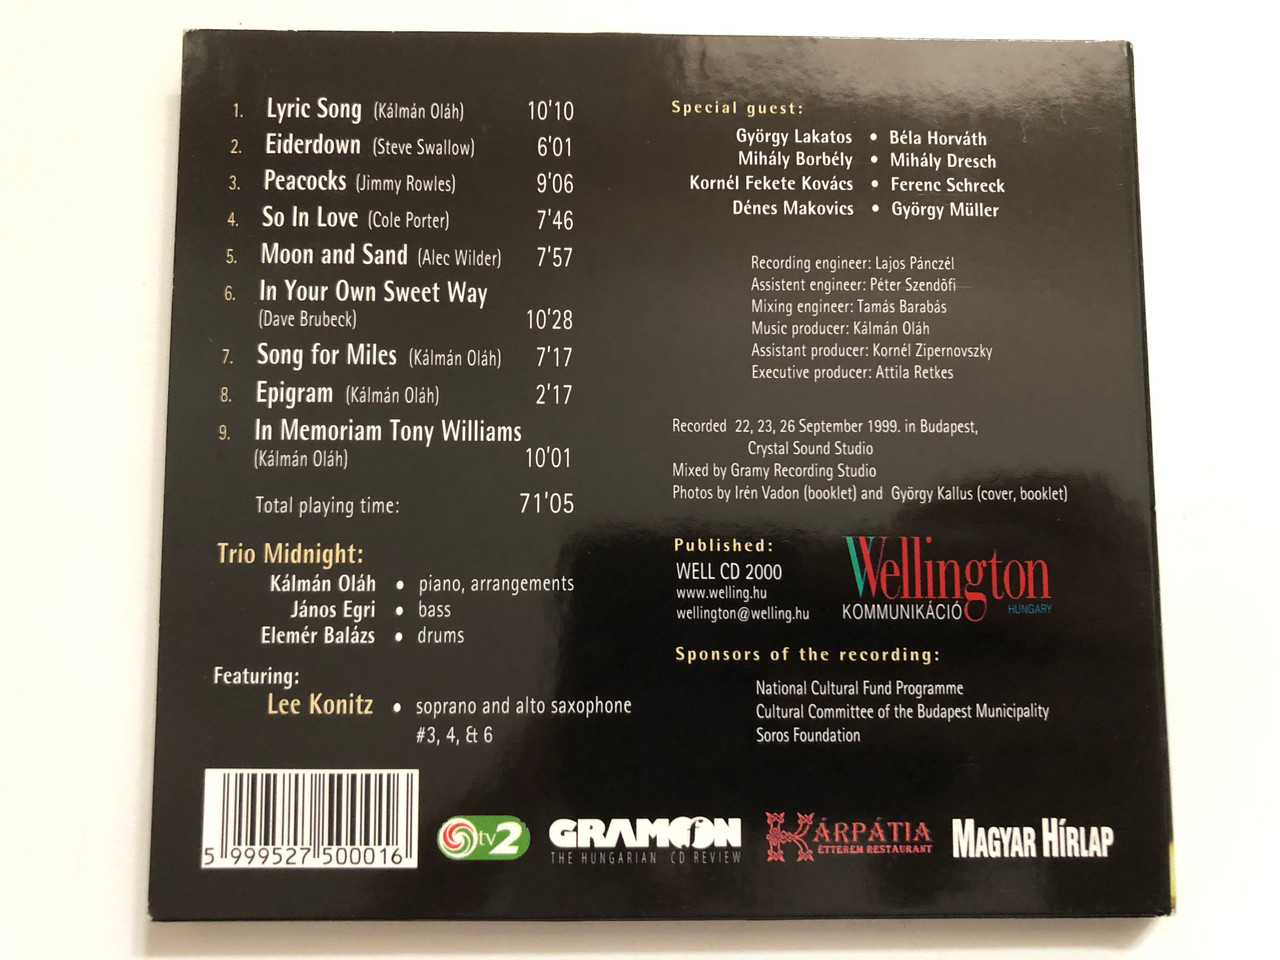 1. Lyric Song (Kálmán Oláh) 10'10
2. Eiderdown (Steve Swallow) 6'01
3. Peacocks (Jimmy Rowles) 9'06
4. So In Love (Cole Porter) 7'46
5. Moon and Sand (Alec Wilder) 7'57
6. In Your Own Sweet Way
(Dave Brubeck) 10'28
7. Song for Miles (Kálmán Oláh) 7'17
8. Epigram (Kálmán Oláh) 2'17
9. In Memoriam Tony Williams
(Kálmán Oláh) 10'01
Total playing time: 71'05
Trio Midnight:
Kálmán Oláh • piano, arrangements
János Egri • bass
Elemér Balázs • drums
Featuring:
Lee Konitz • soprano and alto saxophone
#3, 4, & 6
Special guest:
György Lakatos • Béla Horváth
Mihály Borbély • Mihály Dresch
Kornél Fekete Kovács • Ferenc Schreck
Dénes Makovics • György Müller
Recording engineer: Lajos Pánczél
Assistent engineer: Péter Szendõfi
Mixing engineer: Tamás Barabás
Music producer: Kálmán Oláh
Assistant producer: Kornél Zipernovszky
Executive producer: Attila Retkes
Recorded 22, 23, 26 September 1999. in Budapest,
Crystal Sound Studio
Mixed by Gramy Recording Studio
Photos by Irén Vadon (booklet) and György Kallus (cover, booklet)
Published:
WELL CD 2000
www.welling.hu
wellington@welling.hu
Wellington
KOMMUNIKÁCIÓ HUNGARY
Sponsors of the recording:
National Cultural Fund Programme
Cultural Committee of the Budapest Municipality
Soros Foundation
5 999527 500016
tv2
GRAMOFON
THE HUNGARIAN CD REVIEW
KÁRPÁTIA
ÉTTEREM RESTAURANT
MAGYAR HÍRLAP